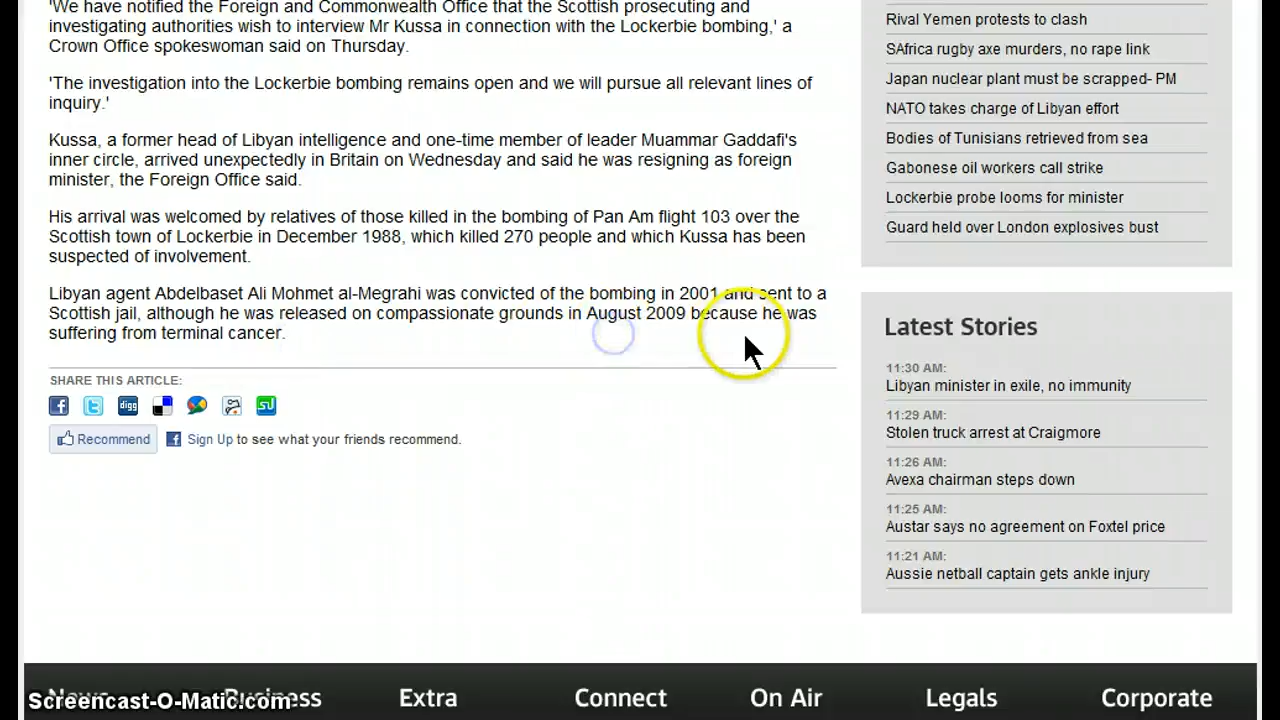 'We have notified the Foreign and Commonwealth Office that the Scottish prosecuting and
investigating authorities wish to interview Mr Kussa in connection with the Lockerbie bombing,' a
Crown Office spokeswoman said on Thursday.
'The investigation into the Lockerbie bombing remains open and we will pursue all relevant lines of
inquiry.'
Kussa, a former head of Libyan intelligence and one-time member of leader Muammar Gaddafi's
inner circle, arrived unexpectedly in Britain on Wednesday and said he was resigning as foreign
minister, the Foreign Office said.
His arrival was welcomed by relatives of those killed in the bombing of Pan Am flight 103 over the
Scottish town of Lockerbie in December 1988, which killed 270 people and which Kussa has been
suspected of involvement.
Libyan agent Abdelbaset Ali Mohmet al-Megrahi was convicted of the bombing in 2001 and sent to a
Scottish jail, although he was released on compassionate grounds in August 2009 because he was
suffering from terminal cancer.
SHARE THIS ARTICLE:
digg
Recommend
Sign Up to see what your friends recommend.
Rival Yemen protests to clash
SAfrica rugby axe murders, no rape link
Japan nuclear plant must be scrapped- PM
NATO takes charge of Libyan effort
Bodies of Tunisians retrieved from sea
Gabonese oil workers call strike
Lockerbie probe looms for minister
Guard held over London explosives bust
Latest Stories
11:30 AM:
Libyan minister in exile, no immunity
11:29 AM:
Stolen truck arrest at Craigmore
11:26 AM:
Avexa chairman steps down
11:25 AM:
Austar says no agreement on Foxtel price
11:21 AM:
Aussie netball captain gets ankle injury
News Business Extra Connect On Air Legals Corporate
Screencast-O-Matic.com